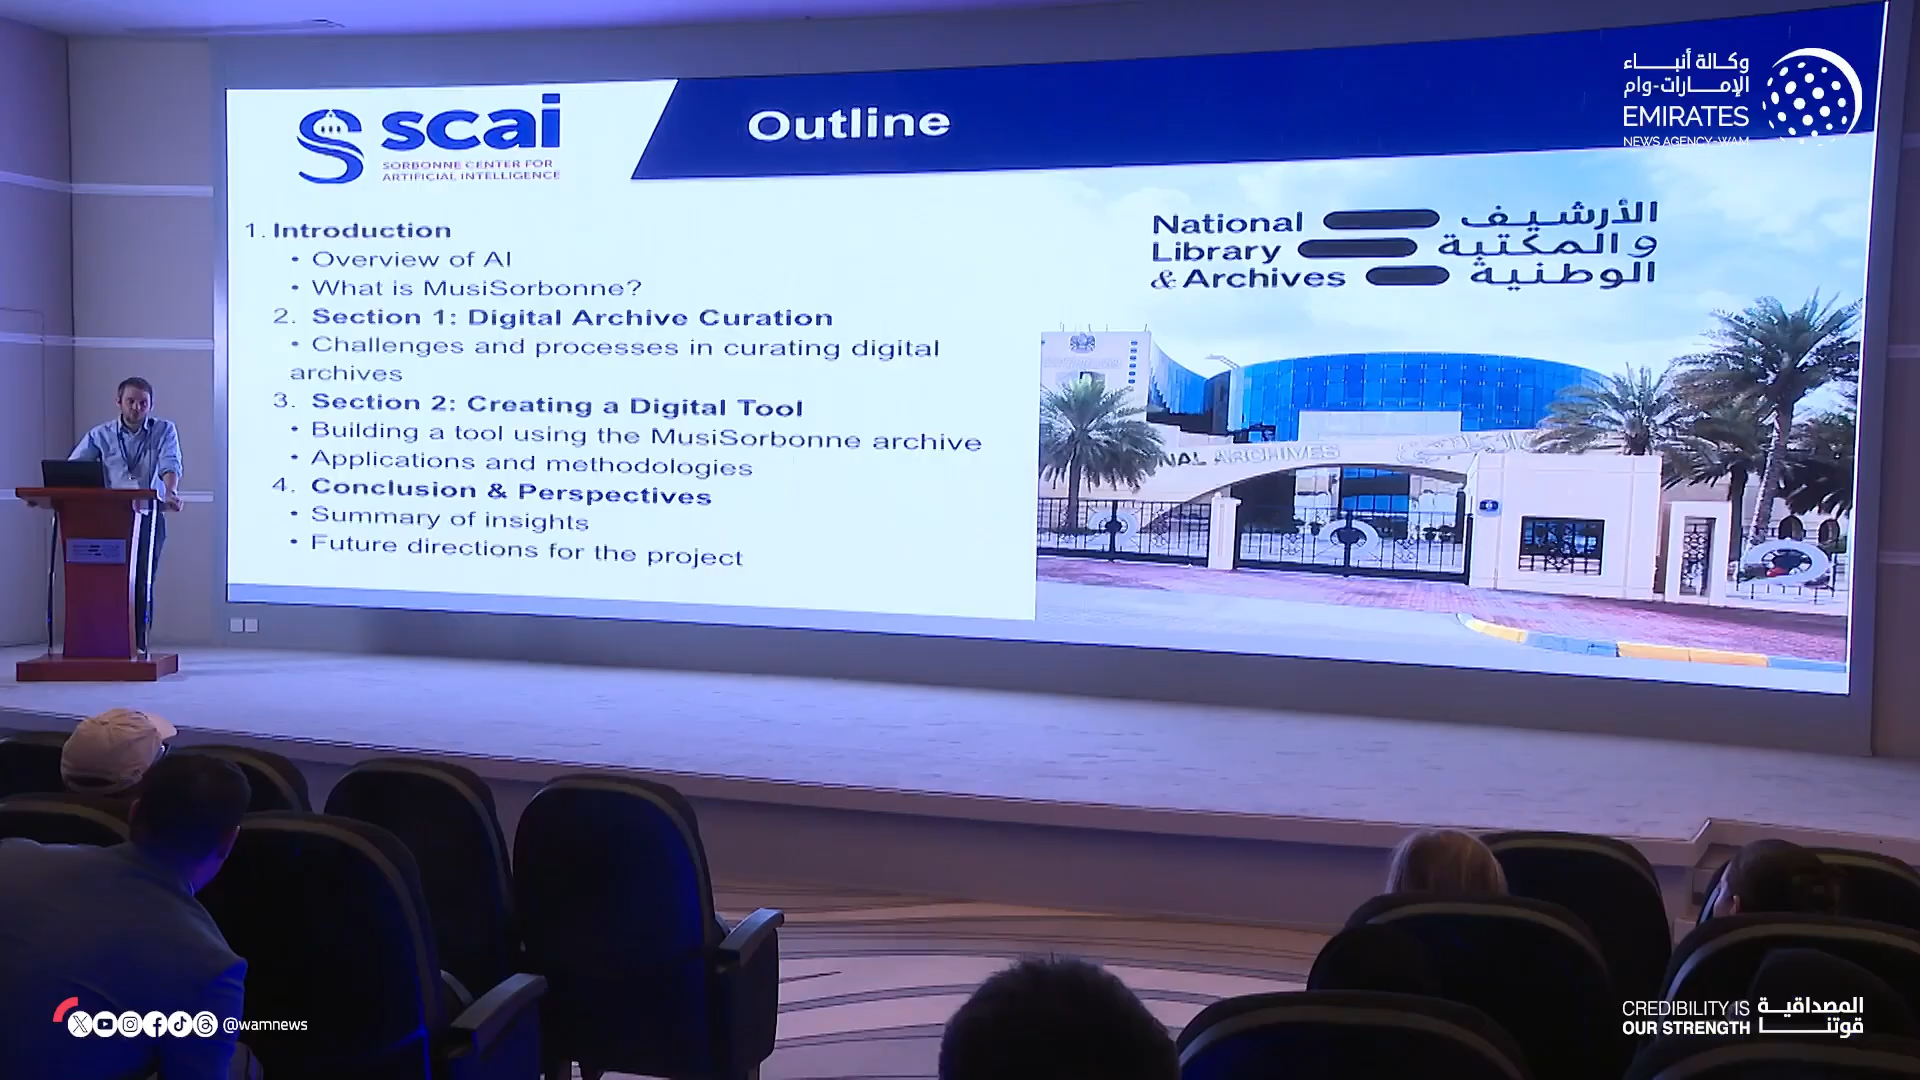 scai
SORBONNE CENTER FOR
ARTIFICIAL INTELLIGENCE
Outline
وكالة أنباء
الإمارات-وام
EMIRATES
NEWS AGENCY-WAM
1. Introduction
• Overview of AI
• What is MusiSorbonne?
2. Section 1: Digital Archive Curation
• Challenges and processes in curating digital
archives
3. Section 2: Creating a Digital Tool
• Building a tool using the MusiSorbonne archive
• Applications and methodologies
4. Conclusion & Perspectives
• Summary of insights
• Future directions for the project
National
Library
& Archives
الأرشيف
والمكتبة
الوطنية
ARCHIVES
@wamnews
CREDIBILITY IS
OUR STRENGTH
المصداقية
قوتنا